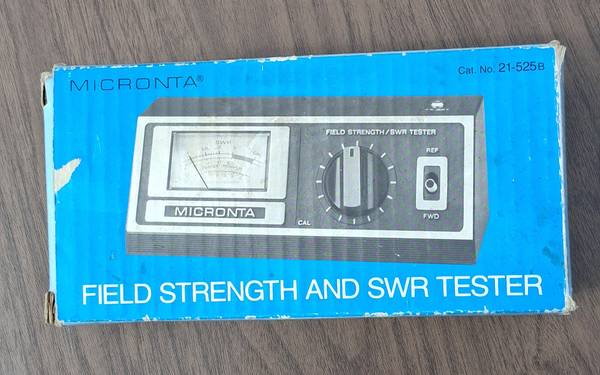 MICRONTA®
Cat. No. 21-525B
FIELD STRENGTH/SWR TESTER
SWR
REF
MICRONTA
CAL
FWD
FIELD STRENGTH AND SWR TESTER